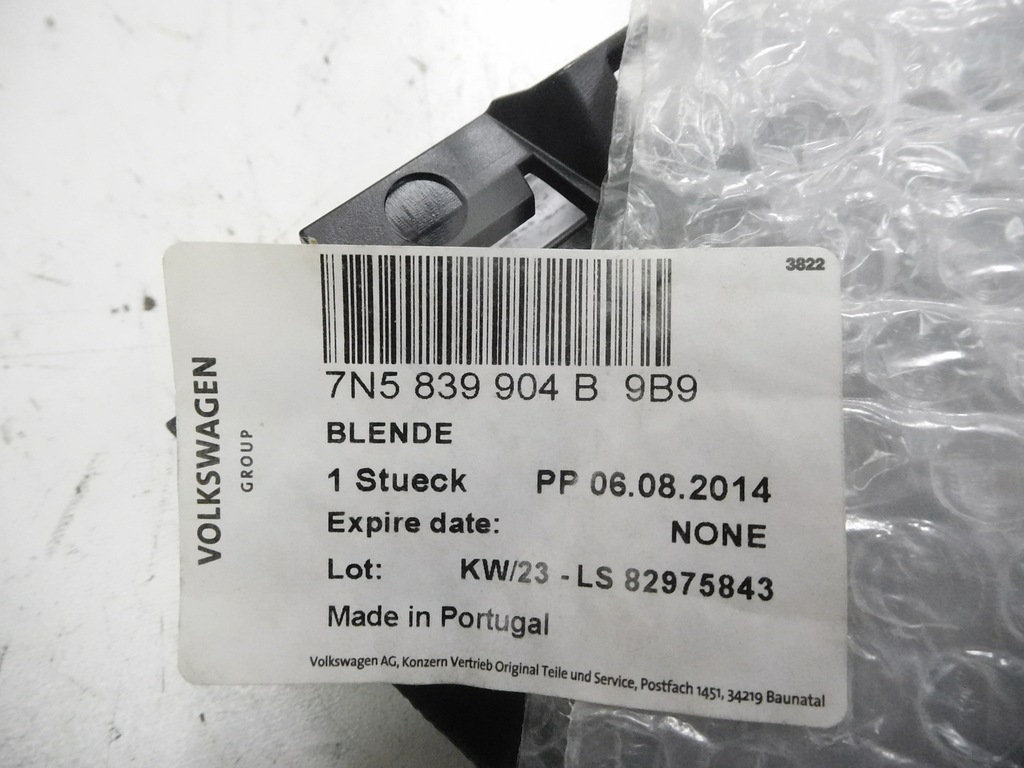 3822
VOLKSWAGEN
GROUP
7N5 839 904 B 9B9
BLENDE
1 Stueck PP 06.08.2014
Expire date: NONE
Lot: KW/23 - LS 82975843
Made in Portugal
Volkswagen AG, Konzern Vertrieb Original Teile und Service, Postfach 1451, 34219 Baunatal